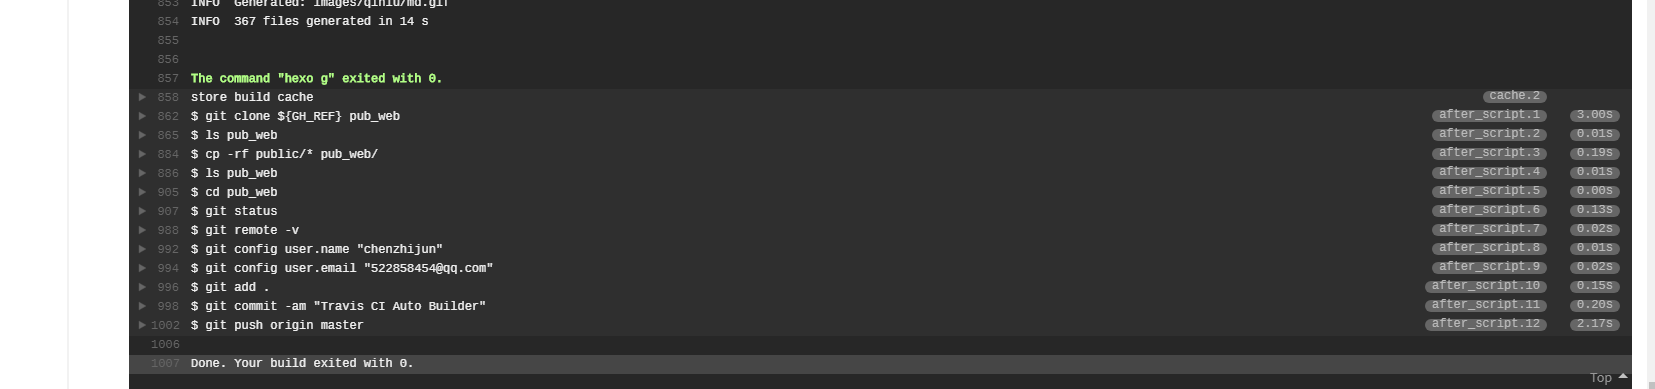 853 INFO  Generated: images/qiniu/md.gif
854 INFO  367 files generated in 14 s
855
856
857 The command "hexo g" exited with 0.
858 store build cache cache.2
862 $ git clone ${GH_REF} pub_web after_script.1 3.00s
865 $ ls pub_web after_script.2 0.01s
884 $ cp -rf public/* pub_web/ after_script.3 0.19s
886 $ ls pub_web after_script.4 0.01s
905 $ cd pub_web after_script.5 0.00s
907 $ git status after_script.6 0.13s
988 $ git remote -v after_script.7 0.02s
992 $ git config user.name "chenzhijun" after_script.8 0.01s
994 $ git config user.email "522858454@qq.com" after_script.9 0.02s
996 $ git add . after_script.10 0.15s
998 $ git commit -am "Travis CI Auto Builder" after_script.11 0.20s
1002 $ git push origin master after_script.12 2.17s
1006
1007 Done. Your build exited with 0.
Top